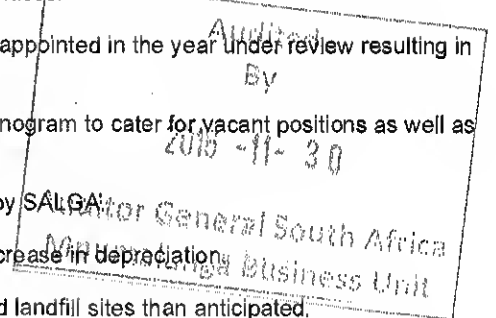 appointed in the year under review resulting in
Audited
By
nogram to cater for vacant positions as well as
-11- 30
by SALGA.
Auditor General South Africa
crease in depreciation.
Mpumalanga Business Unit
d landfill sites than anticipated.